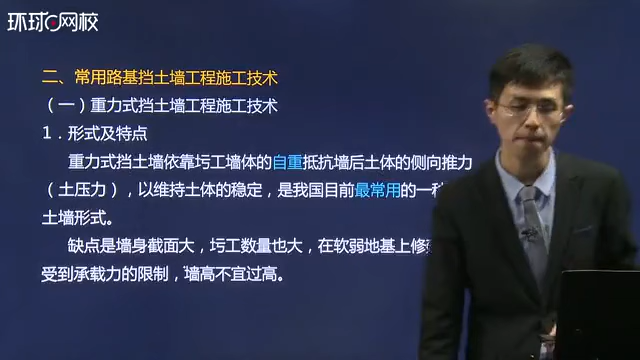 环球网校
二、常用路基挡土墙工程施工技术
（一）重力式挡土墙工程施工技术
1．形式及特点
重力式挡土墙依靠圬工墙体的自重抵抗墙后土体的侧向推力
（土压力），以维持土体的稳定，是我国目前最常用的一种
土墙形式。
缺点是墙身截面大，圬工数量也大，在软弱地基上修
受到承载力的限制，墙高不宜过高。